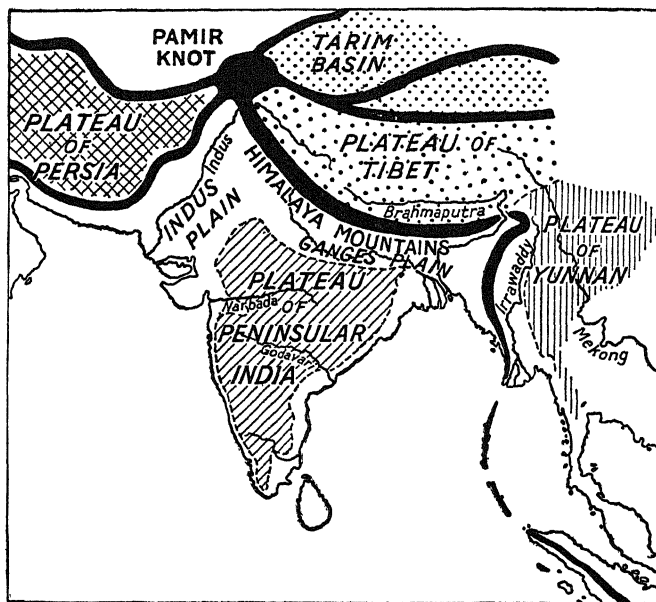 PAMIR
KNOT
TARIM
BASIN
PLATEAU
OF
PERSIA
Indus
INDUS
PLAIN
PLATEAU OF
TIBET
HIMALAYA MOUNTAINS
Brahmaputra
GANGES PLAIN
PLATEAU
OF
YUNNAN
Irrawaddy
Mekong
PLATEAU
Narbada
OF
PENINSULAR
Godavari
INDIA